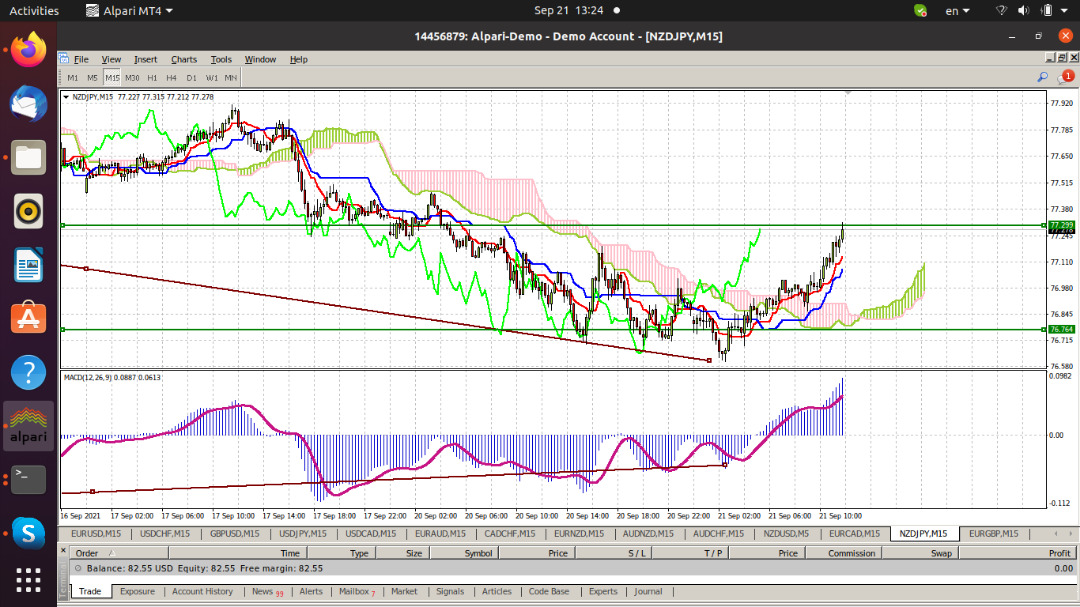 Activities Alpari MT4 Sep 21 13:24 en
14456879: Alpari-Demo - Demo Account - [NZDJPY,M15]
File View Insert Charts Tools Window Help
M1 M5 M15 M30 H1 H4 D1 W1 MN 1
NZDJPY,M15 77.227 77.315 77.212 77.278
77.920
77.785
77.650
77.515
77.380
77.299
77.245
77.110
76.980
76.845
76.764
76.715
76.580
MACD(12,26,9) 0.0887 0.0613
0.0982
0.00
-0.112
16 Sep 2021 17 Sep 02:00 17 Sep 06:00 17 Sep 10:00 17 Sep 14:00 17 Sep 18:00 17 Sep 22:00 20 Sep 02:00 20 Sep 06:00 20 Sep 10:00 20 Sep 14:00 20 Sep 18:00 20 Sep 22:00 21 Sep 02:00 21 Sep 06:00 21 Sep 10:00
EURUSD,M15 USDCHF,M15 GBPUSD,M15 USDJPY,M15 USDCAD,M15 EURAUD,M15 CADCHF,M15 EURNZD,M15 AUDNZD,M15 AUDCHF,M15 NZDUSD,M5 EURCAD,M15 NZDJPY,M15 EURGBP,M15
Order Time Type Size Symbol Price S / L T / P Price Commission Swap Profit
Balance: 82.55 USD Equity: 82.55 Free margin: 82.55 0.00
Trade Exposure Account History News 99 Alerts Mailbox 7 Market Signals Articles Code Base Experts Journal
Terminal
alpari